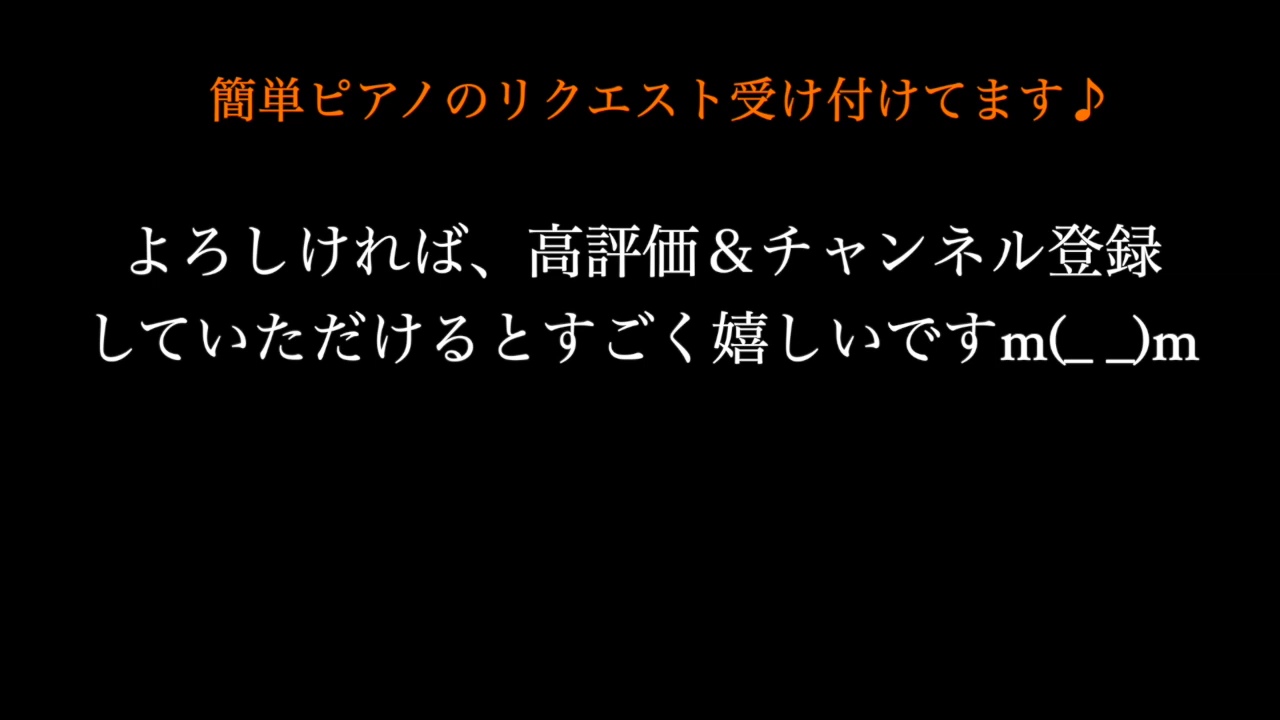 簡単ピアノのリクエスト受け付けてます♪
よろしければ、高評価＆チャンネル登録
していただけるとすごく嬉しいですm(_ _)m